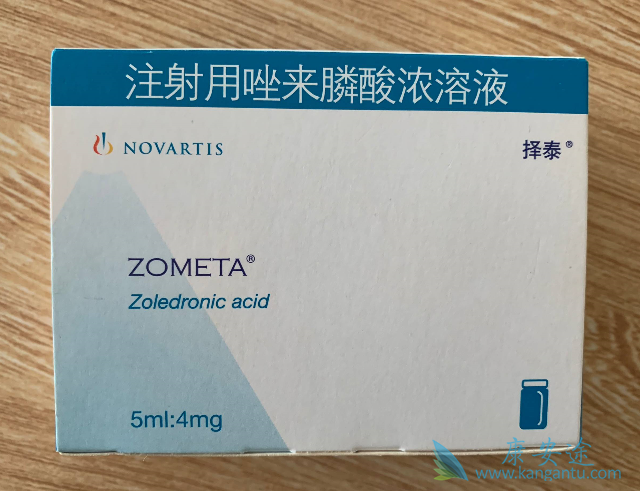 注射用唑来膦酸浓溶液
NOVARTIS
择泰®
ZOMETA®
Zoledronic acid
5ml:4mg
康安途
www.kangantu.com